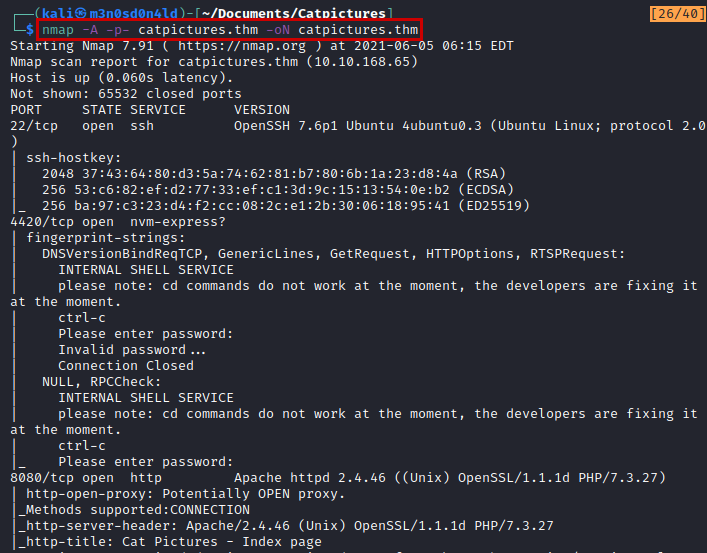 ┌──(kali㉿m3n0sd0n4ld)-[~/Documents/Catpictures] [26/40]
└─$ nmap -A -p- catpictures.thm -oN catpictures.thm
Starting Nmap 7.91 ( https://nmap.org ) at 2021-06-05 06:15 EDT
Nmap scan report for catpictures.thm (10.10.168.65)
Host is up (0.060s latency).
Not shown: 65532 closed ports
PORT     STATE SERVICE      VERSION
22/tcp   open  ssh          OpenSSH 7.6p1 Ubuntu 4ubuntu0.3 (Ubuntu Linux; protocol 2.0
)
| ssh-hostkey:
|   2048 37:43:64:80:d3:5a:74:62:81:b7:80:6b:1a:23:d8:4a (RSA)
|   256 53:c6:82:ef:d2:77:33:ef:c1:3d:9c:15:13:54:0e:b2 (ECDSA)
|_  256 ba:97:c3:23:d4:f2:cc:08:2c:e1:2b:30:06:18:95:41 (ED25519)
4420/tcp open  nvm-express?
| fingerprint-strings:
|   DNSVersionBindReqTCP, GenericLines, GetRequest, HTTPOptions, RTSPRequest:
|     INTERNAL SHELL SERVICE
|     please note: cd commands do not work at the moment, the developers are fixing it
at the moment.
|     ctrl-c
|     Please enter password:
|     Invalid password...
|     Connection Closed
|   NULL, RPCCheck:
|     INTERNAL SHELL SERVICE
|     please note: cd commands do not work at the moment, the developers are fixing it
at the moment.
|     ctrl-c
|_    Please enter password:
8080/tcp open  http         Apache httpd 2.4.46 ((Unix) OpenSSL/1.1.1d PHP/7.3.27)
| http-open-proxy: Potentially OPEN proxy.
|_Methods supported:CONNECTION
|_http-server-header: Apache/2.4.46 (Unix) OpenSSL/1.1.1d PHP/7.3.27
|_http-title: Cat Pictures - Index page